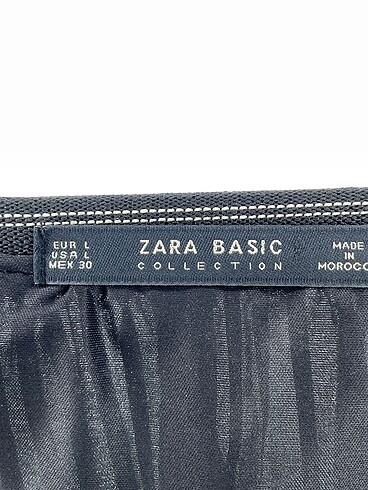 EUR L
USA L
MEX 30
ZARA BASIC
COLLECTION
MADE
IN
MOROCC